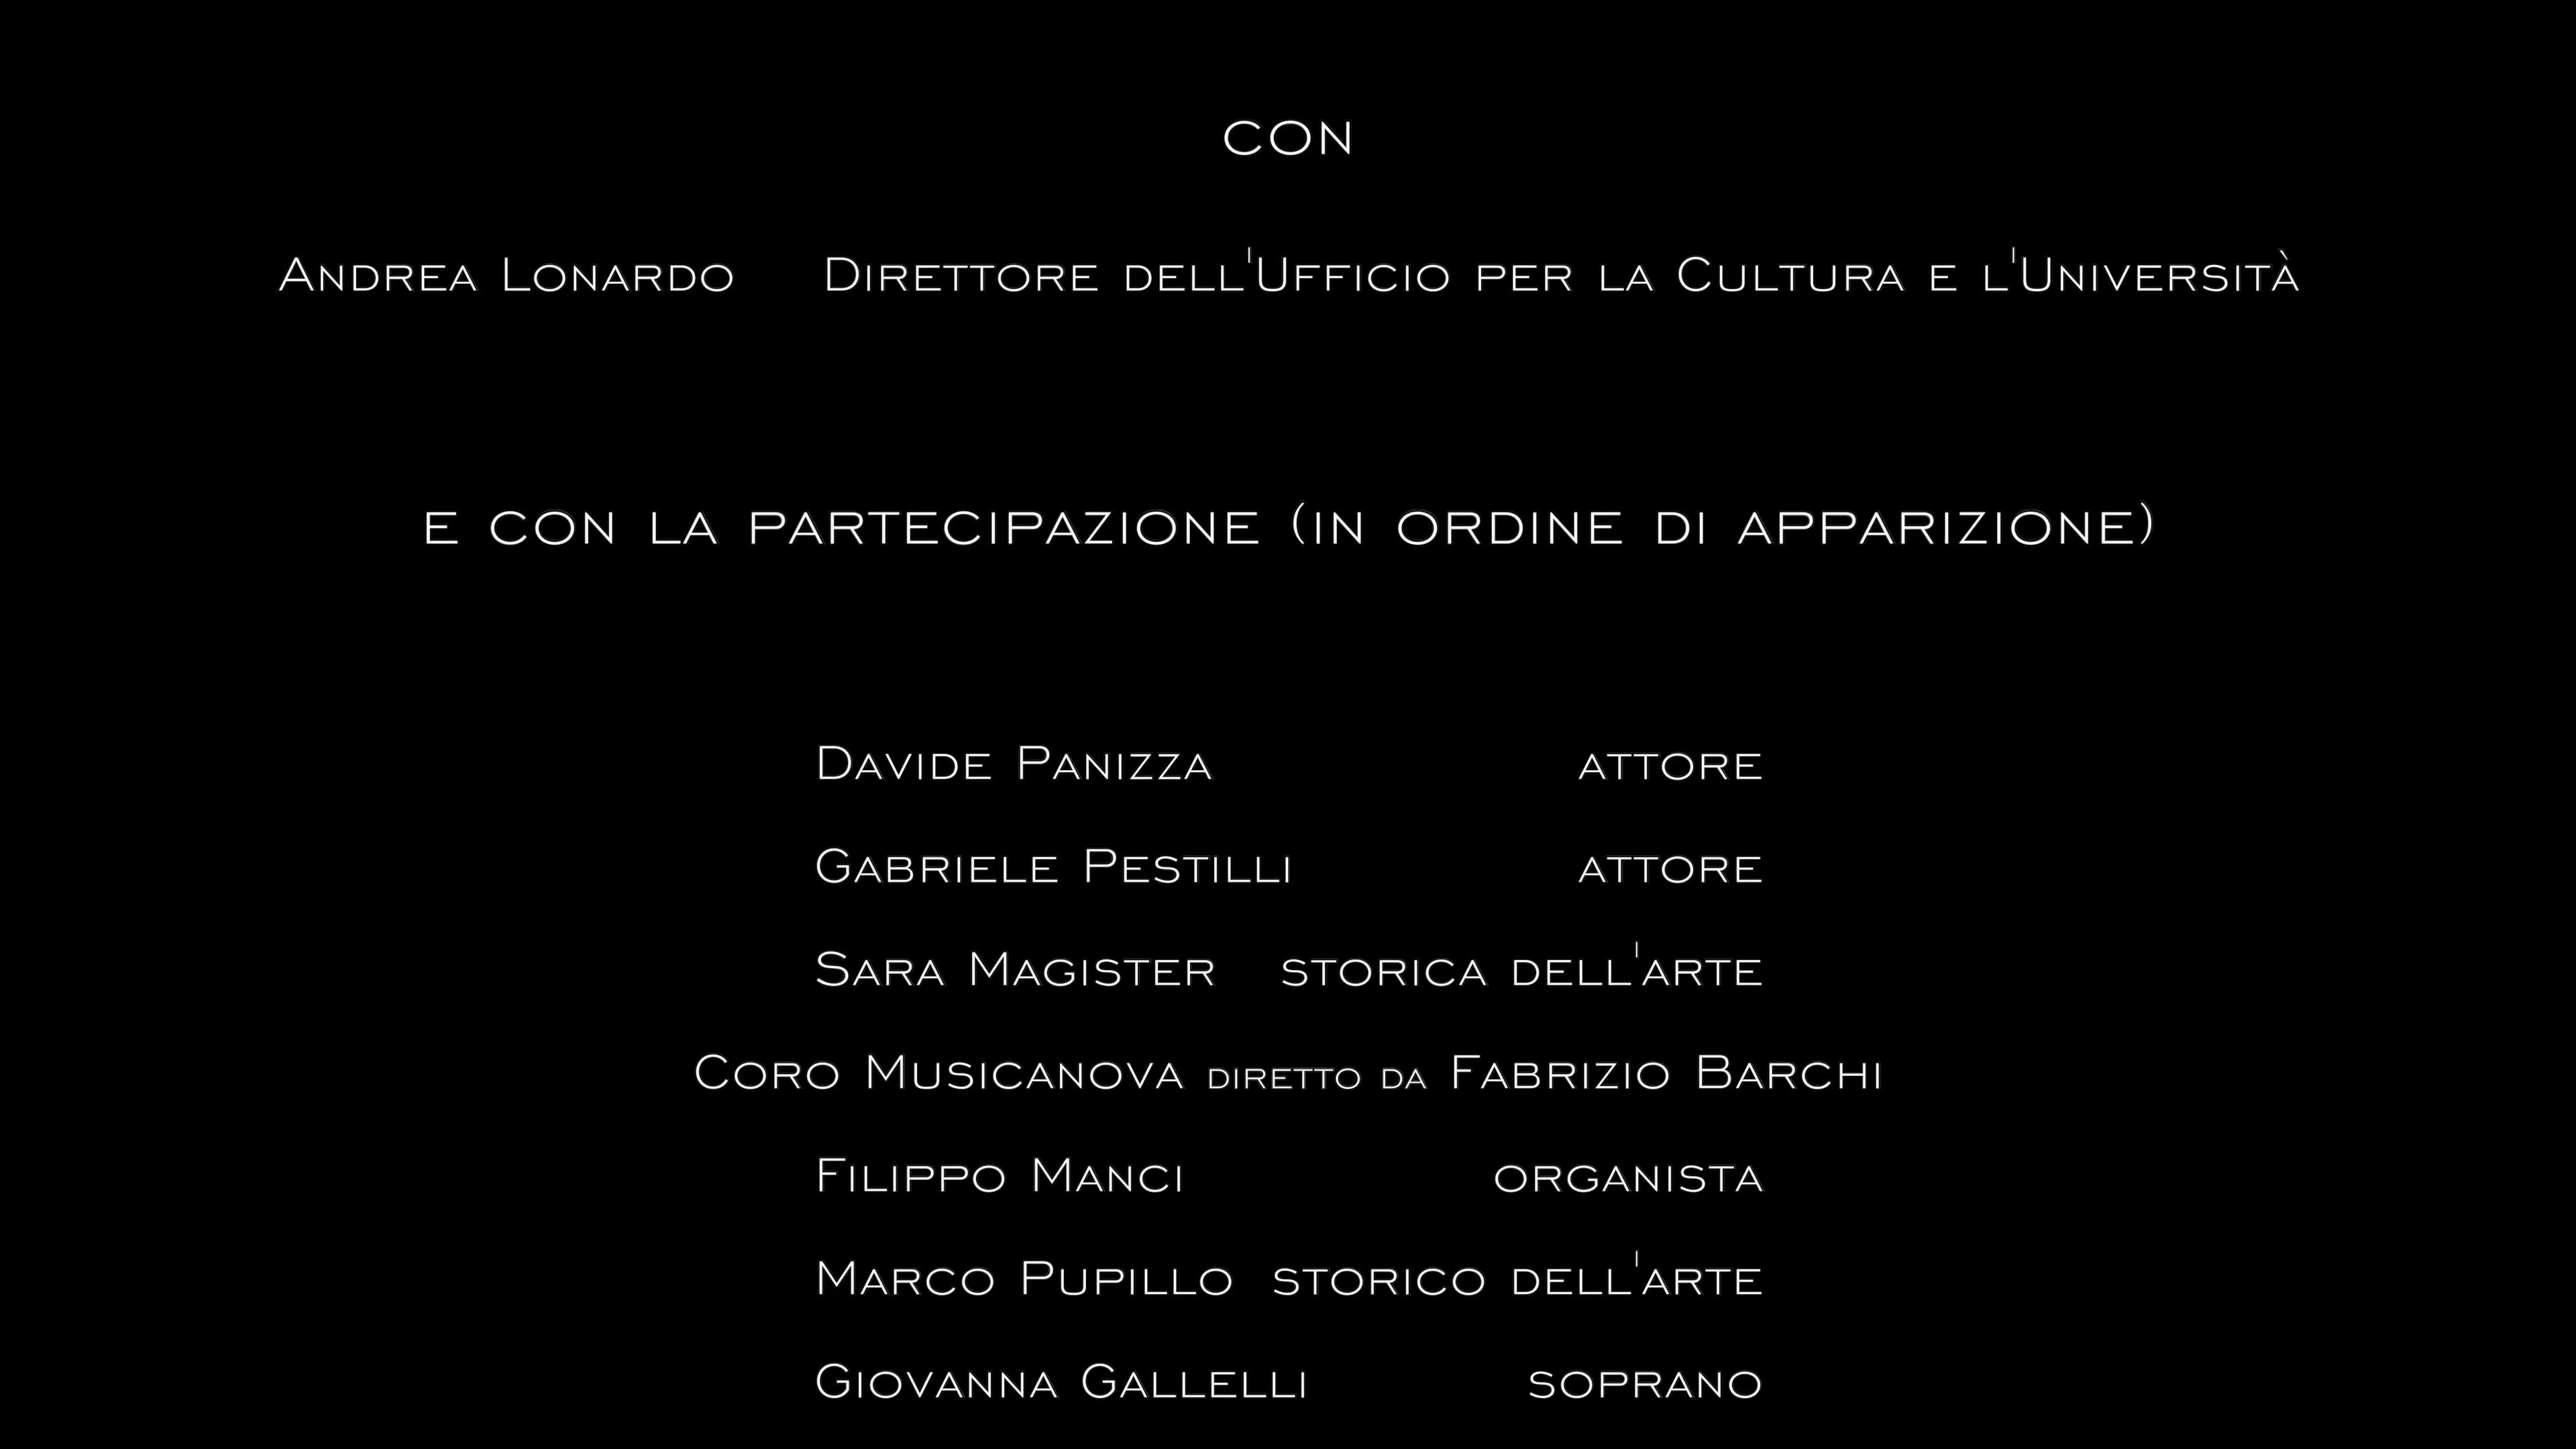 CON
Andrea Lonardo Direttore dell'Ufficio per la Cultura e l'Università
E CON LA PARTECIPAZIONE (IN ORDINE DI APPARIZIONE)
Davide Panizza attore
Gabriele Pestilli attore
Sara Magister storica dell'arte
Coro Musicanova diretto da Fabrizio Barchi
Filippo Manci organista
Marco Pupillo storico dell'arte
Giovanna Gallelli soprano